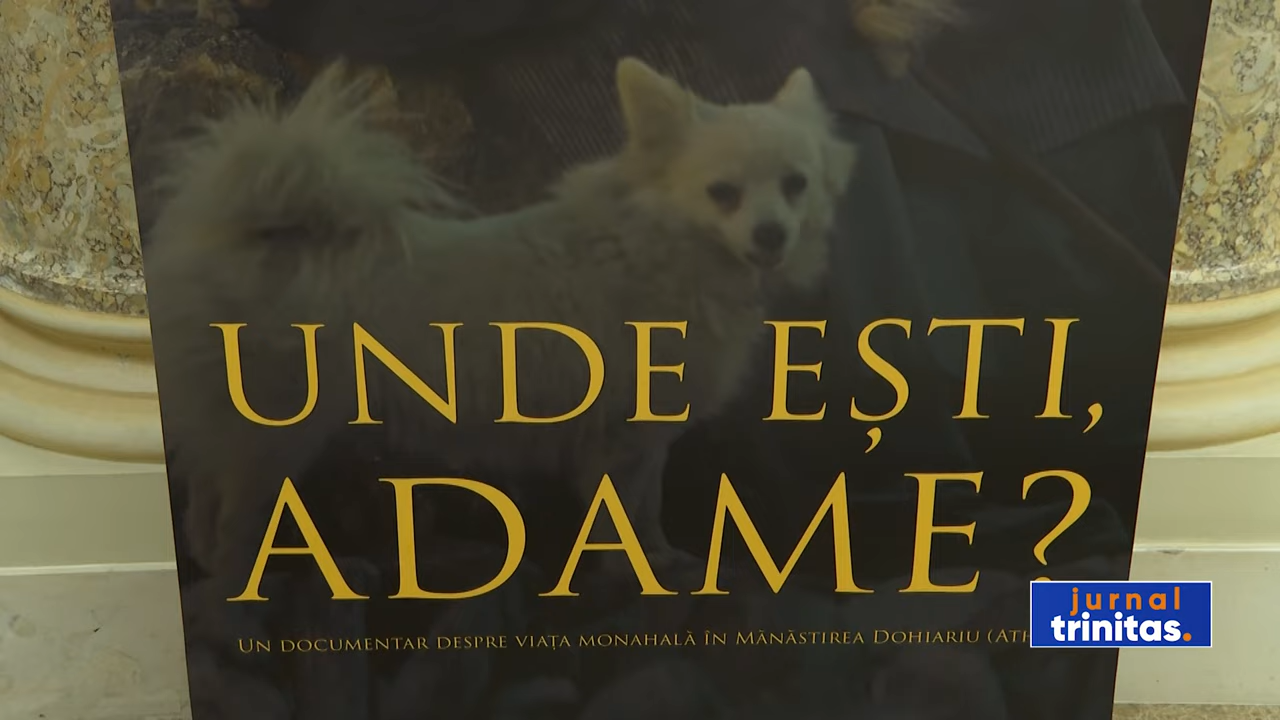 UNDE EȘTI,
ADAME?
UN DOCUMENTAR DESPRE VIAȚA MONAHALĂ ÎN MĂNĂSTIREA DOHIARIU
jurnal
trinitas.